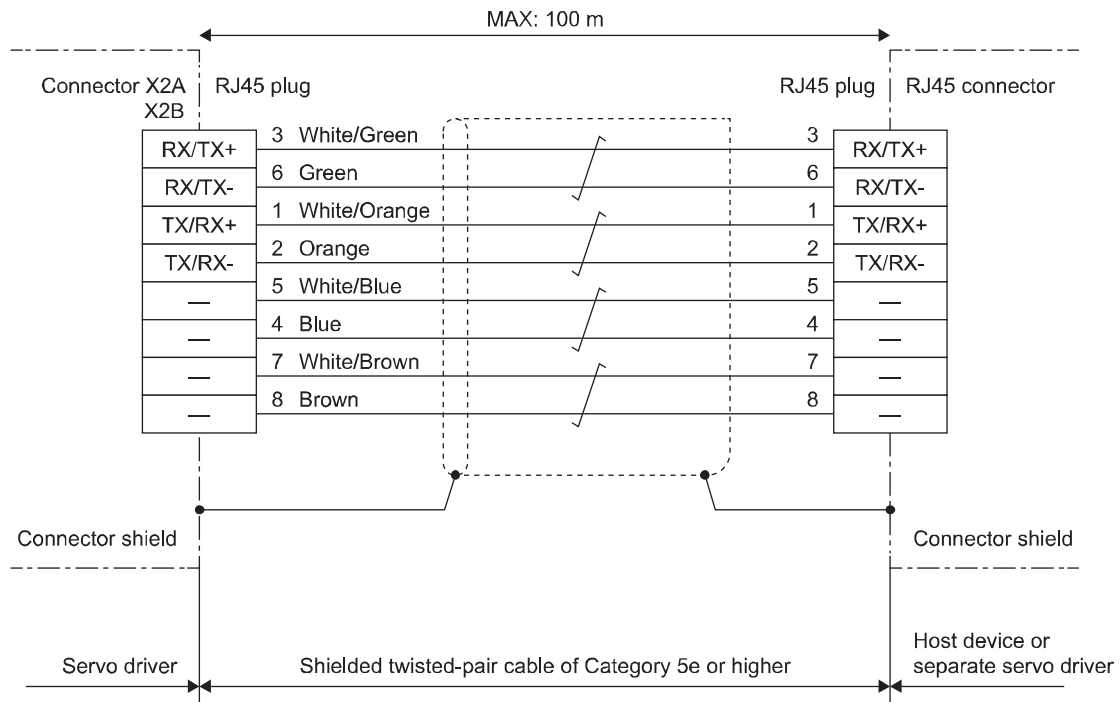 MAX: 100 m
Connector X2A
X2B
RJ45 plug
RJ45 plug
RJ45 connector
RX/TX+ 3 White/Green 3 RX/TX+
RX/TX- 6 Green 6 RX/TX-
TX/RX+ 1 White/Orange 1 TX/RX+
TX/RX- 2 Orange 2 TX/RX-
— 5 White/Blue 5 —
— 4 Blue 4 —
— 7 White/Brown 7 —
— 8 Brown 8 —
Connector shield
Connector shield
Servo driver
Shielded twisted-pair cable of Category 5e or higher
Host device or
separate servo driver